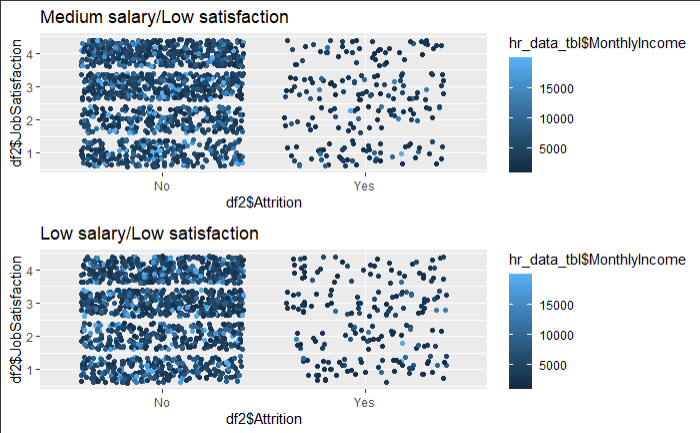 Medium salary/Low satisfaction
df2$JobSatisfaction
4
3
2
1
No
Yes
df2$Attrition
hr_data_tbl$MonthlyIncome
15000
10000
5000
Low salary/Low satisfaction
df2$JobSatisfaction
4
3
2
1
No
Yes
df2$Attrition
hr_data_tbl$MonthlyIncome
15000
10000
5000